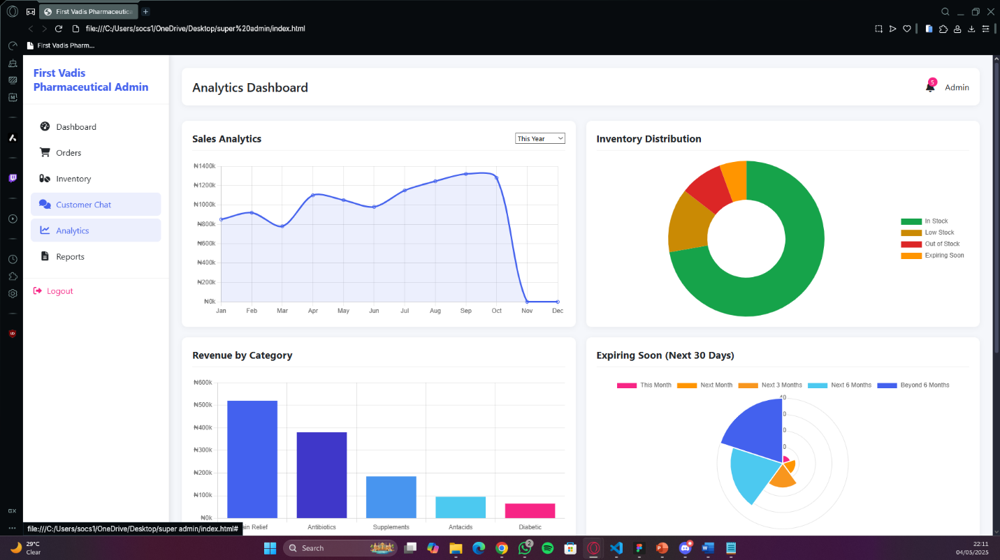 First Vadis Pharmaceutica
file:///C:/Users/socs1/OneDrive/Desktop/super%20admin/index.html
First Vadis Pharm...
First Vadis
Pharmaceutical Admin
Dashboard
Orders
Inventory
Customer Chat
Analytics
Reports
Logout
Analytics Dashboard
5
Admin
Sales Analytics
This Year
₦1400k
₦1200k
₦1000k
₦800k
₦600k
₦400k
₦200k
₦0k
Jan Feb Mar Apr May Jun Jul Aug Sep Oct Nov Dec
Inventory Distribution
In Stock
Low Stock
Out of Stock
Expiring Soon
Revenue by Category
₦600k
₦500k
₦400k
₦300k
₦200k
₦100k
₦0k
ain Relief Antibiotics Supplements Antacids Diabetic
Expiring Soon (Next 30 Days)
This Month Next Month Next 3 Months Next 6 Months Beyond 6 Months
0
0
0
GX
file:///C:/Users/socs1/OneDrive/Desktop/super admin/index.html#
29°C
Clear
Search
2
22:11
04/05/2025